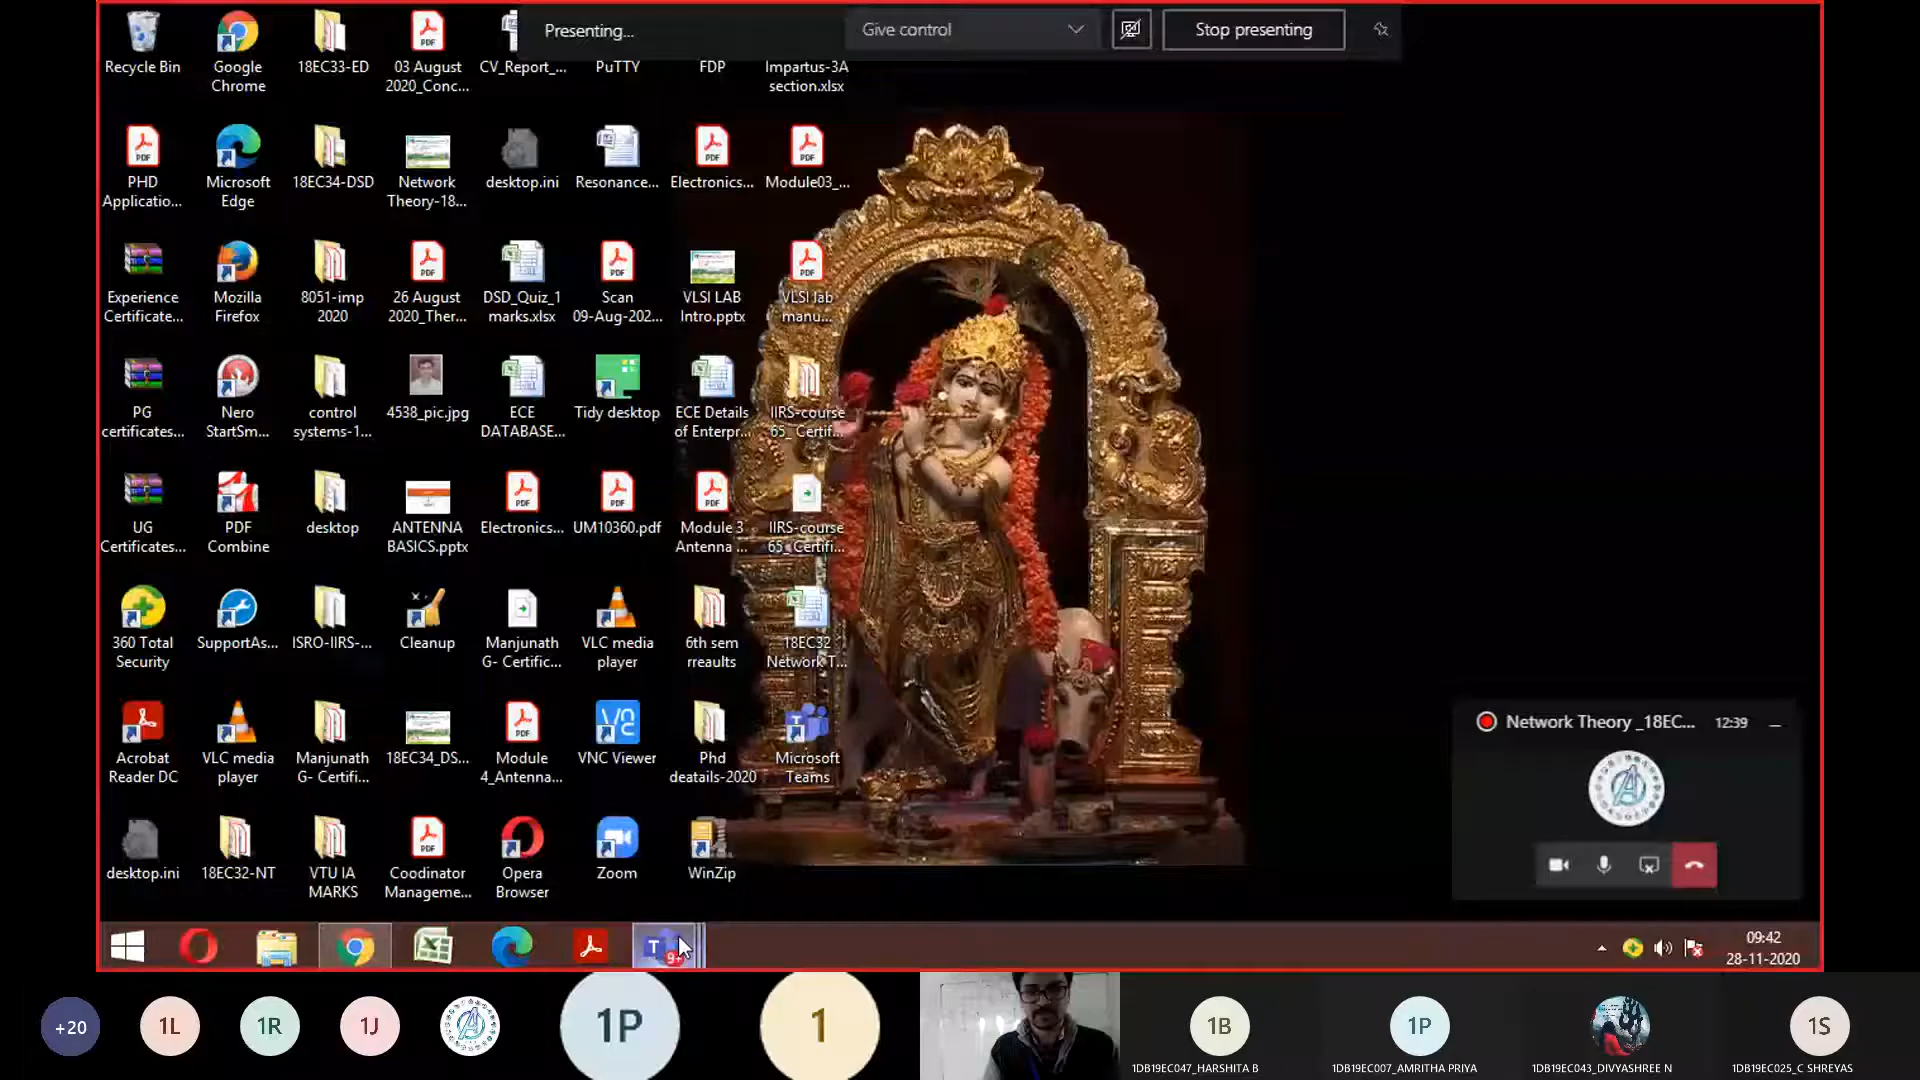 Presenting...
Give control
Stop presenting
Recycle Bin
Google
Chrome
18EC33-ED
03 August
2020_Conc...
CV_Report_...
PuTTY
FDP
Impartus-3A
section.xlsx
PHD
Applicatio...
Microsoft
Edge
18EC34-DSD
Network
Theory-18...
desktop.ini
Resonance...
Electronics...
Module03_...
Experience
Certificate...
Mozilla
Firefox
8051-imp
2020
26 August
2020_Ther...
DSD_Quiz_1
marks.xlsx
Scan
09-Aug-202...
VLSI LAB
Intro.pptx
VLSI lab
manu...
PG
certificates...
Nero
StartSm...
control
systems-1...
4538_pic.jpg
ECE
DATABASE...
Tidy desktop
ECE Details
of Enterpr...
IIRS-course
65_ Certif...
UG
Certificates...
PDF
Combine
desktop
ANTENNA
BASICS.pptx
Electronics...
UM10360.pdf
Module 3
Antenna ...
IIRS-course
65_ Certifi...
360 Total
Security
SupportAs...
ISRO-IIRS-...
Cleanup
Manjunath
G- Certific...
VLC media
player
6th sem
rreaults
18EC32
Network T...
Acrobat
Reader DC
VLC media
player
Manjunath
G- Certifi...
18EC34_DS...
Module
4_Antenna...
VNC Viewer
Phd
deatails-2020
Microsoft
Teams
desktop.ini
18EC32-NT
VTU IA
MARKS
Coordinator
Manageme...
Opera
Browser
Zoom
WinZip
Network Theory _18EC...
12:39
09:42
28-11-2020
9+
+20
1L
1R
1J
1P
1
1B
1P
1S
1DB19EC047_HARSHITA B
1DB19EC007_AMRITHA PRIYA
1DB19EC043_DIVYASHREE N
1DB19EC025_C SHREYAS